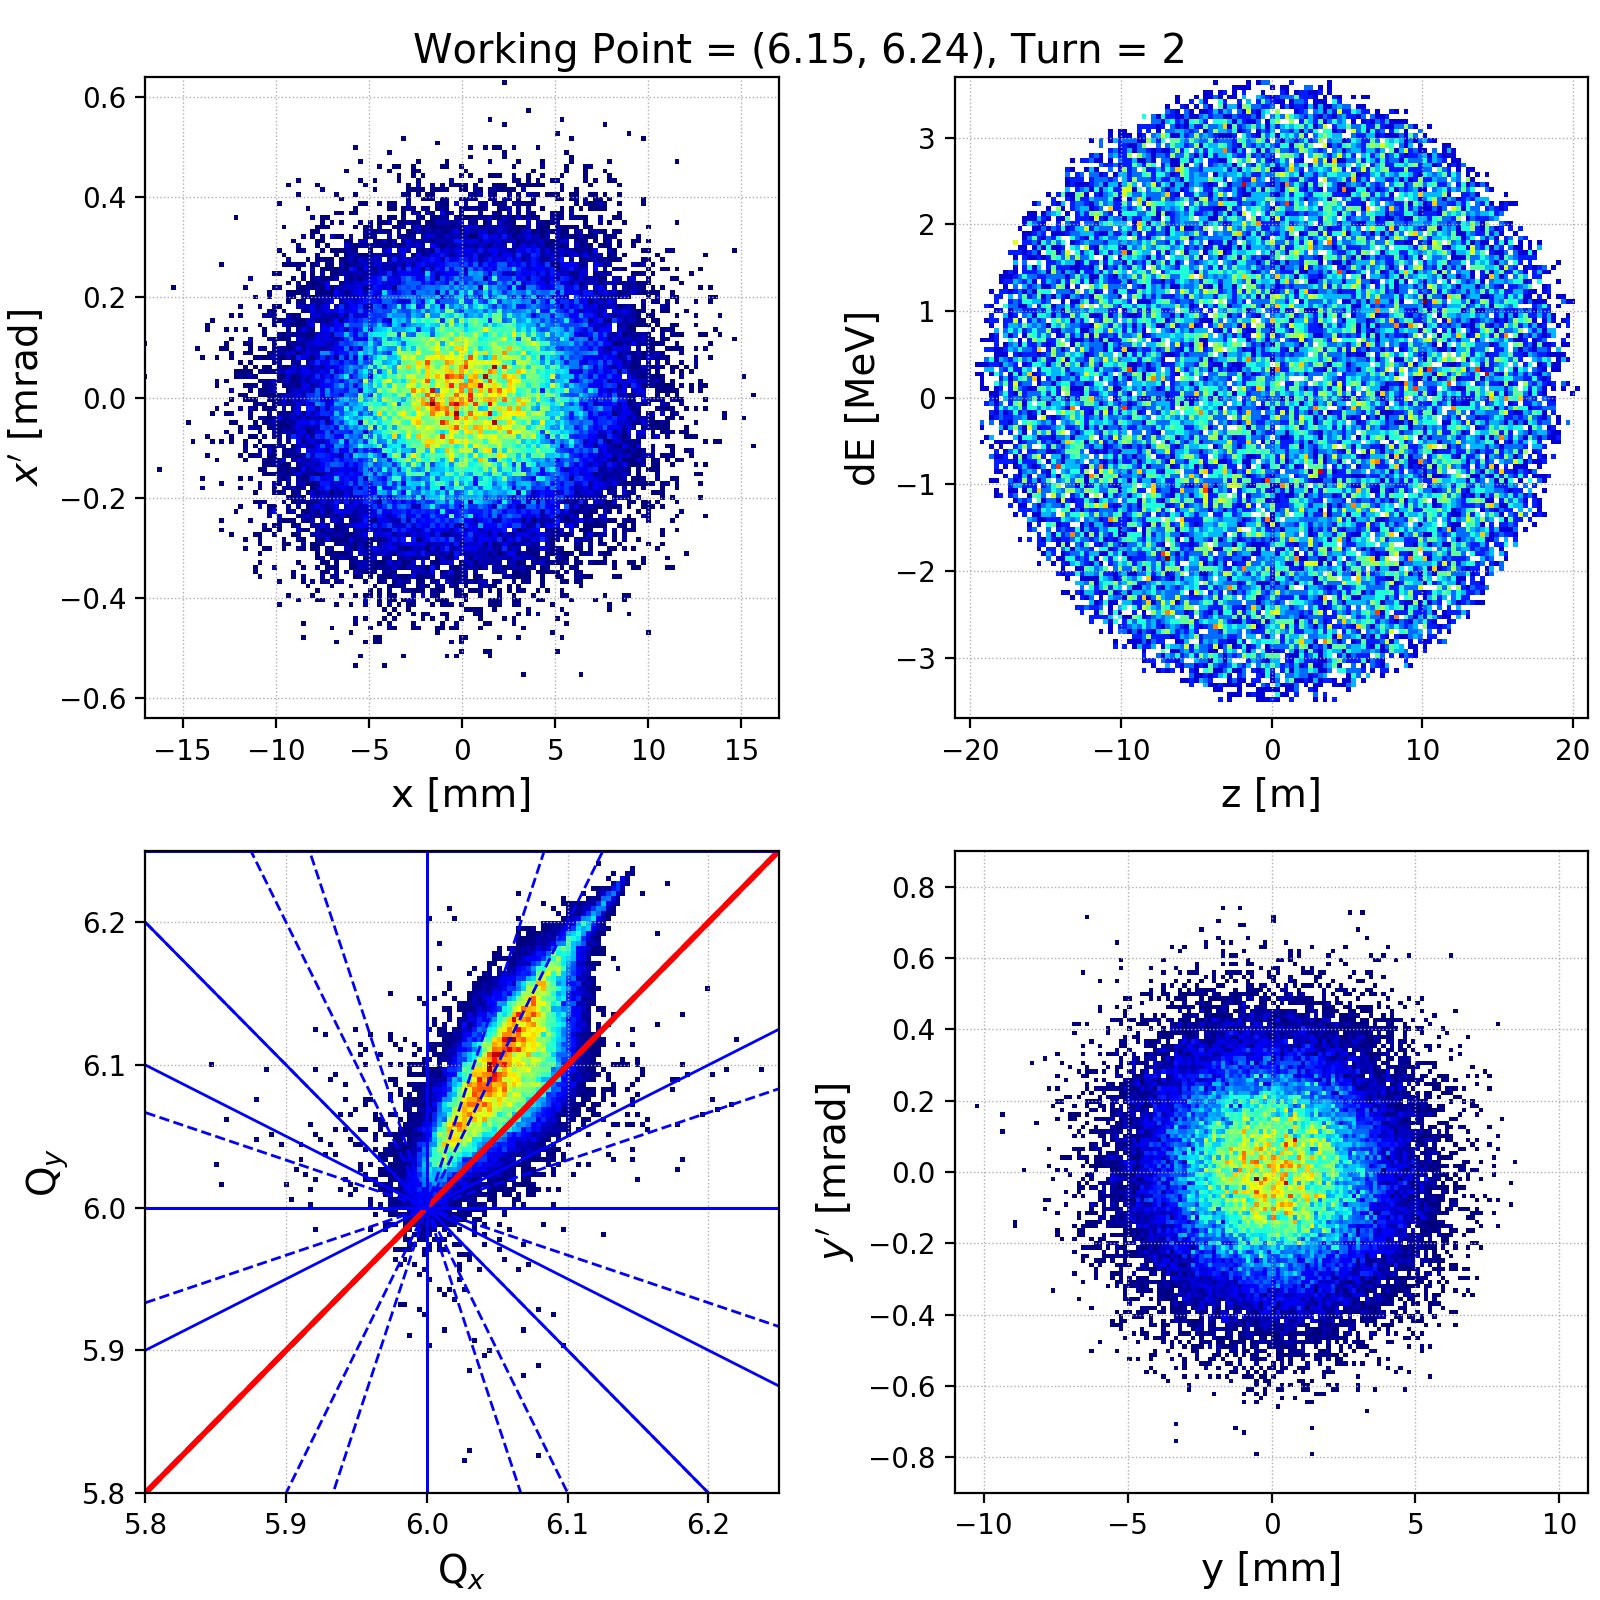 Working Point = (6.15, 6.24), Turn = 2
0.6
0.4
0.2
0.0
−0.2
−0.4
−0.6
x′ [mrad]
−15 −10 −5 0 5 10 15
x [mm]
3
2
1
0
−1
−2
−3
dE [MeV]
−20 −10 0 10 20
z [m]
6.2
6.1
6.0
5.9
5.8
Qy
5.8 5.9 6.0 6.1 6.2
Qx
0.8
0.6
0.4
0.2
0.0
−0.2
−0.4
−0.6
−0.8
y′ [mrad]
−10 −5 0 5 10
y [mm]